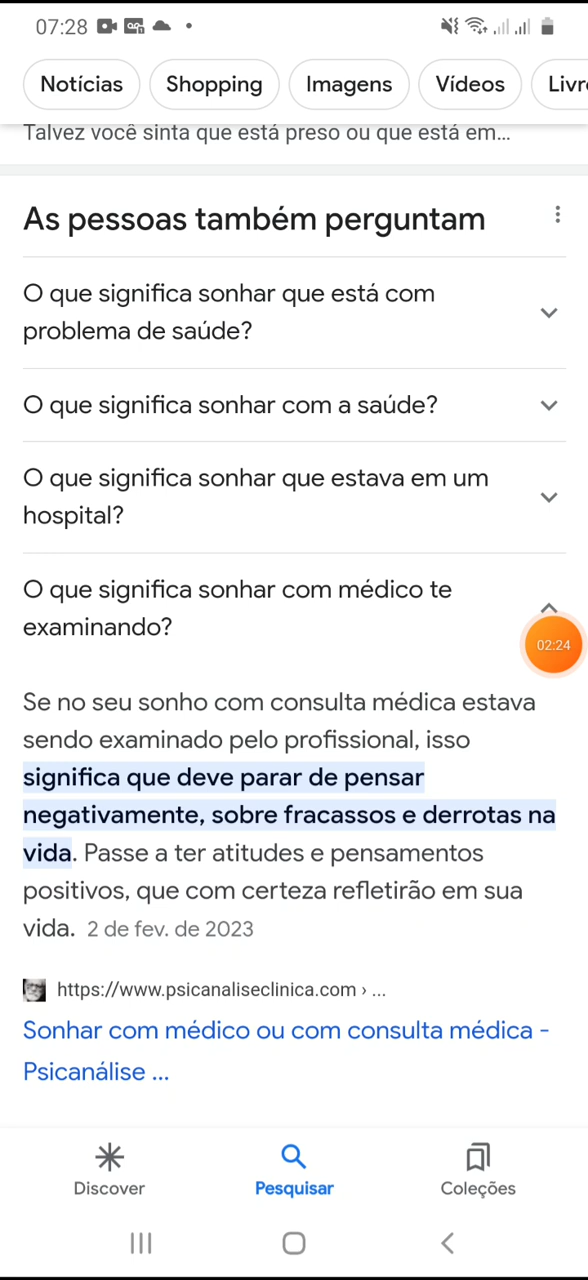 07:28
Notícias Shopping Imagens Vídeos Livr
Talvez você sinta que está preso ou que está em...
As pessoas também perguntam
O que significa sonhar que está com
problema de saúde?
O que significa sonhar com a saúde?
O que significa sonhar que estava em um
hospital?
O que significa sonhar com médico te
examinando?
02:24
Se no seu sonho com consulta médica estava
sendo examinado pelo profissional, isso
significa que deve parar de pensar
negativamente, sobre fracassos e derrotas na
vida. Passe a ter atitudes e pensamentos
positivos, que com certeza refletirão em sua
vida. 2 de fev. de 2023
https://www.psicanaliseclinica.com › ...
Sonhar com médico ou com consulta médica -
Psicanálise ...
Discover Pesquisar Coleções